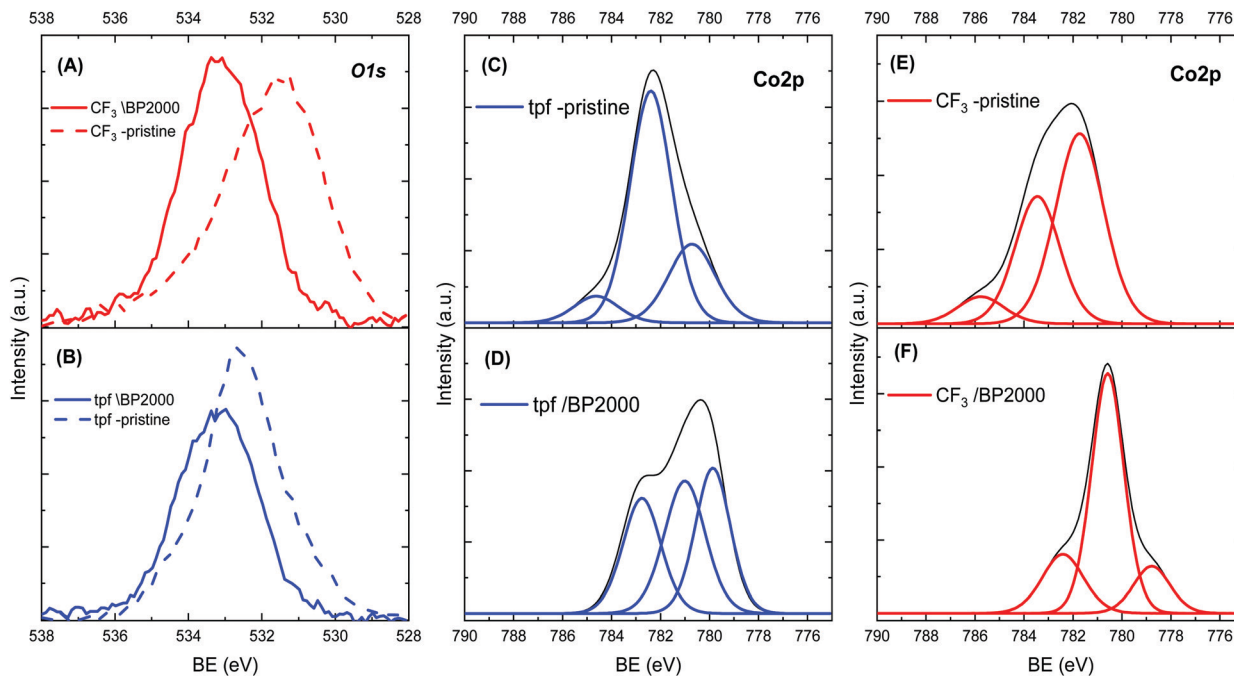 538 536 534 532 530 528
790 788 786 784 782 780 778 776
790 788 786 784 782 780 778 776
(A)
O1s
CF₃ \BP2000
CF₃ -pristine
(C)
Co2p
tpf -pristine
(E)
Co2p
CF₃ -pristine
Intensity (a.u.)
Intensity (a.u.)
Intensity (a.u.)
(B)
tpf \BP2000
tpf -pristine
(D)
tpf /BP2000
(F)
CF₃ /BP2000
538 536 534 532 530 528
790 788 786 784 782 780 778 776
790 788 786 784 782 780 778 776
BE (eV)
BE (eV)
BE (eV)